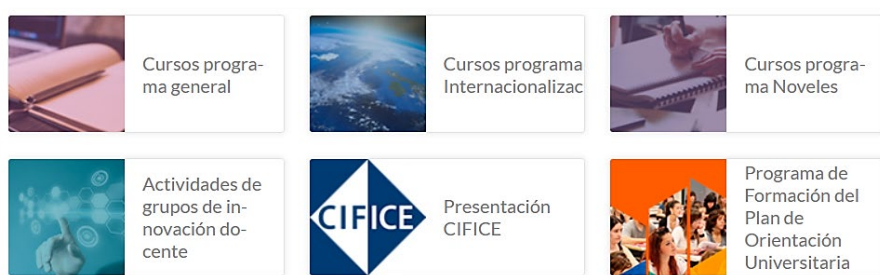 Cursos progra-
ma general
Cursos programa
Internacionalizac
Cursos progra-
ma Noveles
Actividades de
grupos de in-
novación do-
cente
CIFICE
Presentación
CIFICE
Programa de
Formación del
Plan de
Orientación
Universitaria